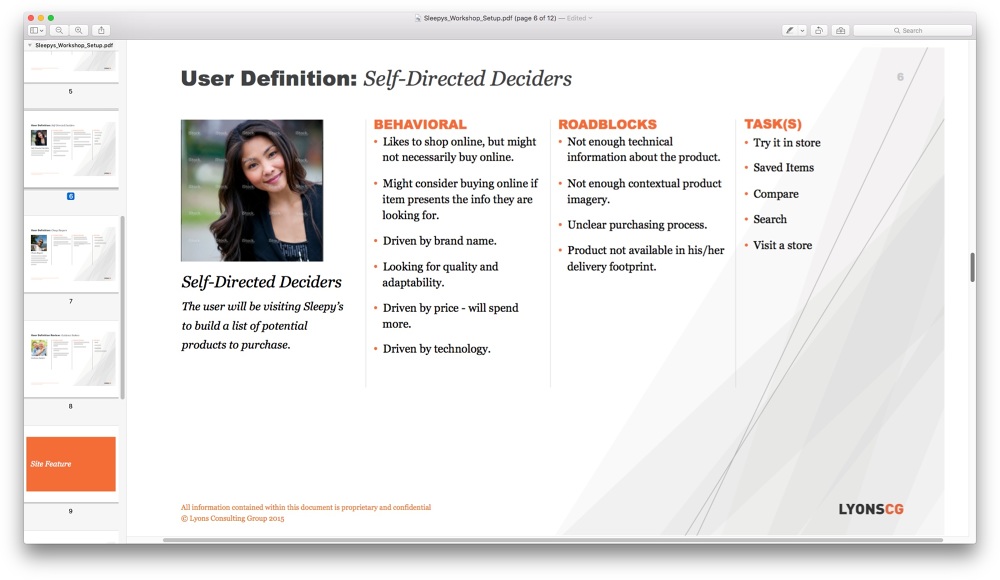 Sleepys_Workshop_Setup.pdf (page 6 of 12) — Edited
Search
Sleepys_Workshop_Setup.pdf
5
6
7
8
Site Feature
9
User Definition: Self-Directed Deciders
6
Self-Directed Deciders
The user will be visiting Sleepy’s
to build a list of potential
products to purchase.
BEHAVIORAL
• Likes to shop online, but might
not necessarily buy online.
• Might consider buying online if
item presents the info they are
looking for.
• Driven by brand name.
• Looking for quality and
adaptability.
• Driven by price - will spend
more.
• Driven by technology.
ROADBLOCKS
• Not enough technical
information about the product.
• Not enough contextual product
imagery.
• Unclear purchasing process.
• Product not available in his/her
delivery footprint.
TASK(S)
• Try it in store
• Saved Items
• Compare
• Search
• Visit a store
All information contained within this document is proprietary and confidential
© Lyons Consulting Group 2015
LYONSCG